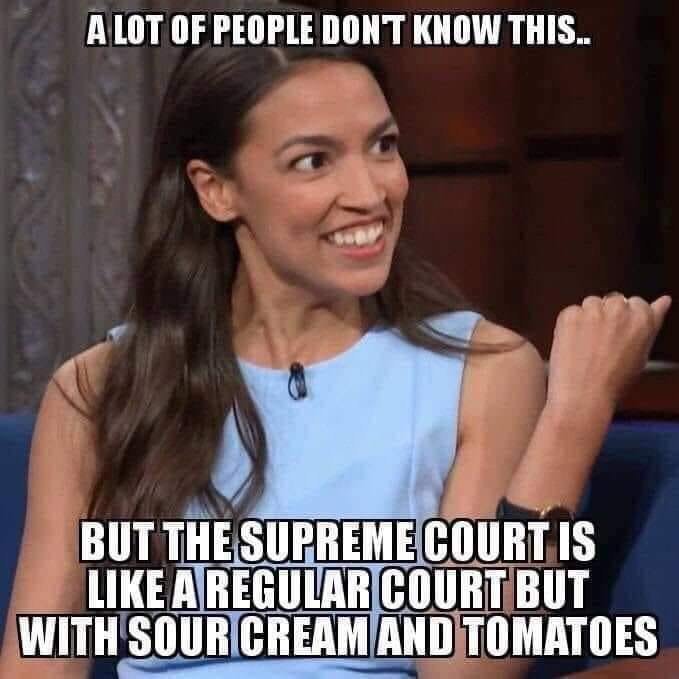 A LOT OF PEOPLE DON'T KNOW THIS..
BUT THE SUPREME COURT IS
LIKE A REGULAR COURT BUT
WITH SOUR CREAM AND TOMATOES